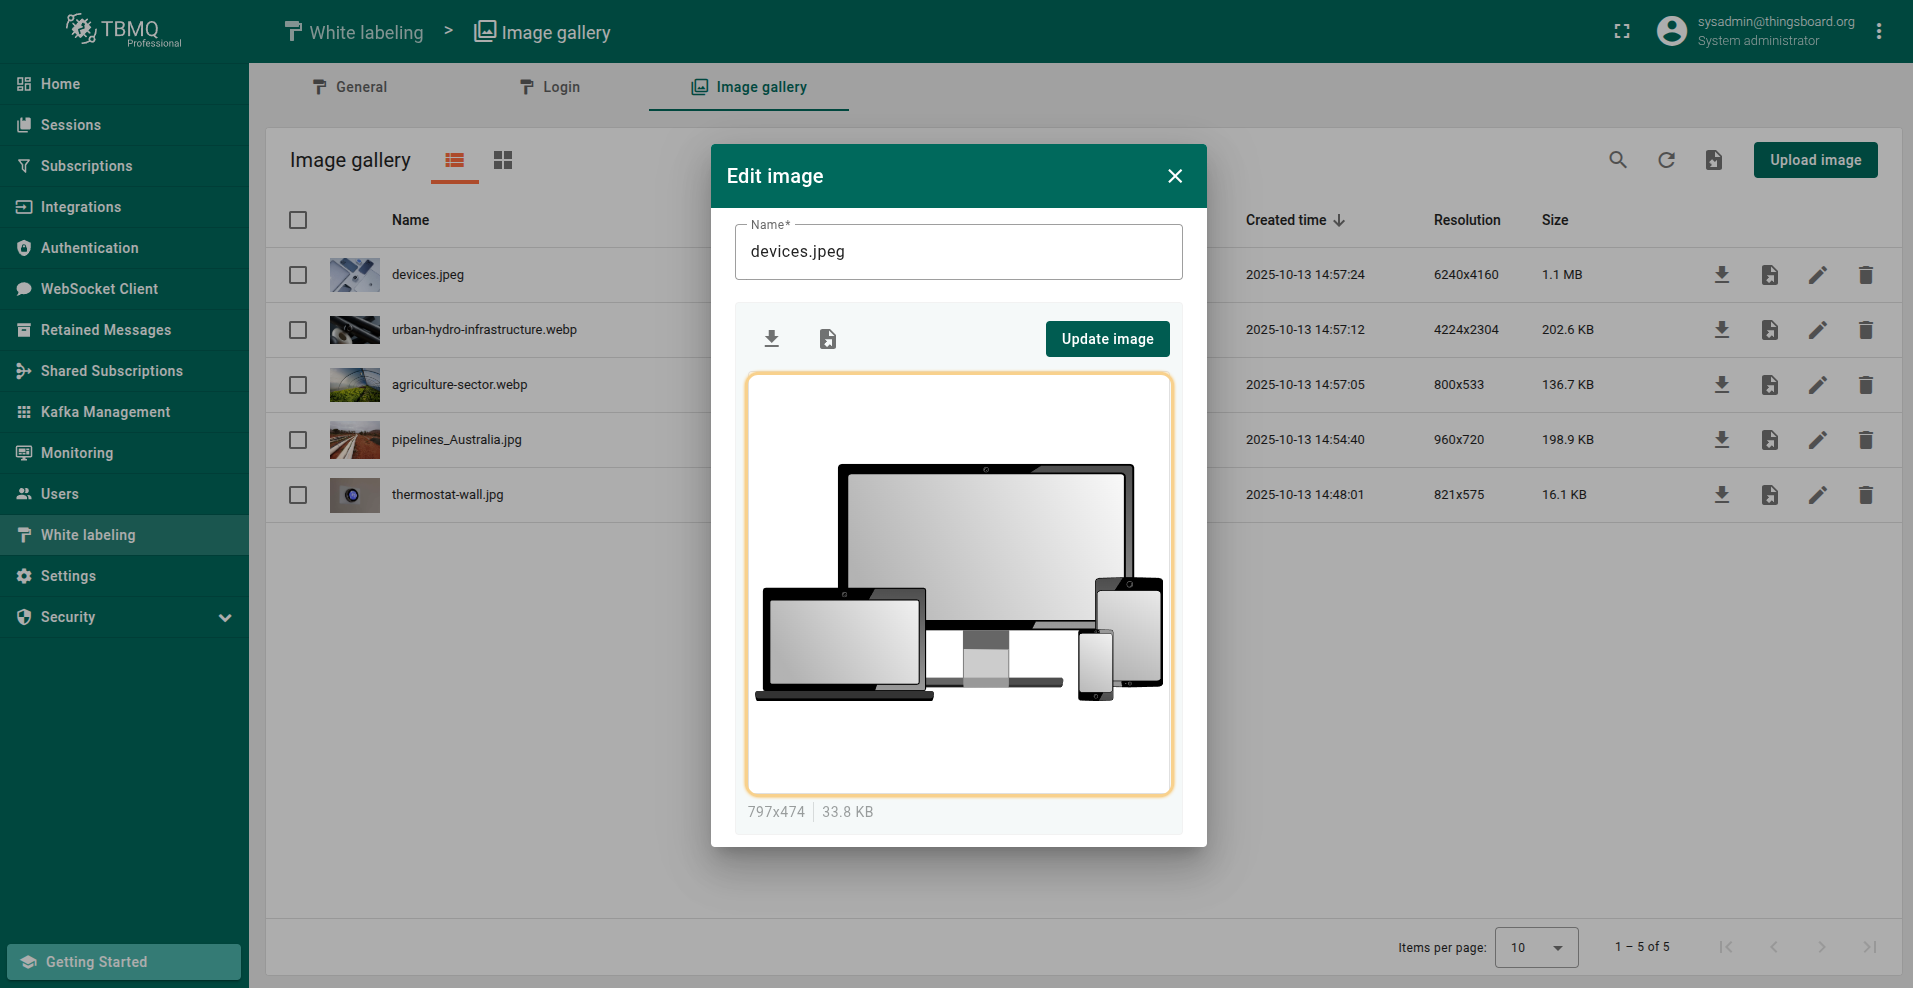 TBMQ
Professional
White labeling > Image gallery
sysadmin@thingsboard.org
System administrator
Home
Sessions
Subscriptions
Integrations
Authentication
WebSocket Client
Retained Messages
Shared Subscriptions
Kafka Management
Monitoring
Users
White labeling
Settings
Security
Getting Started
General
Login
Image gallery
Image gallery
Upload image
Name
Created time
Resolution
Size
devices.jpeg
2025-10-13 14:57:24
6240x4160
1.1 MB
urban-hydro-infrastructure.webp
2025-10-13 14:57:12
4224x2304
202.6 KB
agriculture-sector.webp
2025-10-13 14:57:05
800x533
136.7 KB
pipelines_Australia.jpg
2025-10-13 14:54:40
960x720
198.9 KB
thermostat-wall.jpg
2025-10-13 14:48:01
821x575
16.1 KB
Edit image
Name*
devices.jpeg
Update image
797x474
33.8 KB
Items per page:
10
1 – 5 of 5